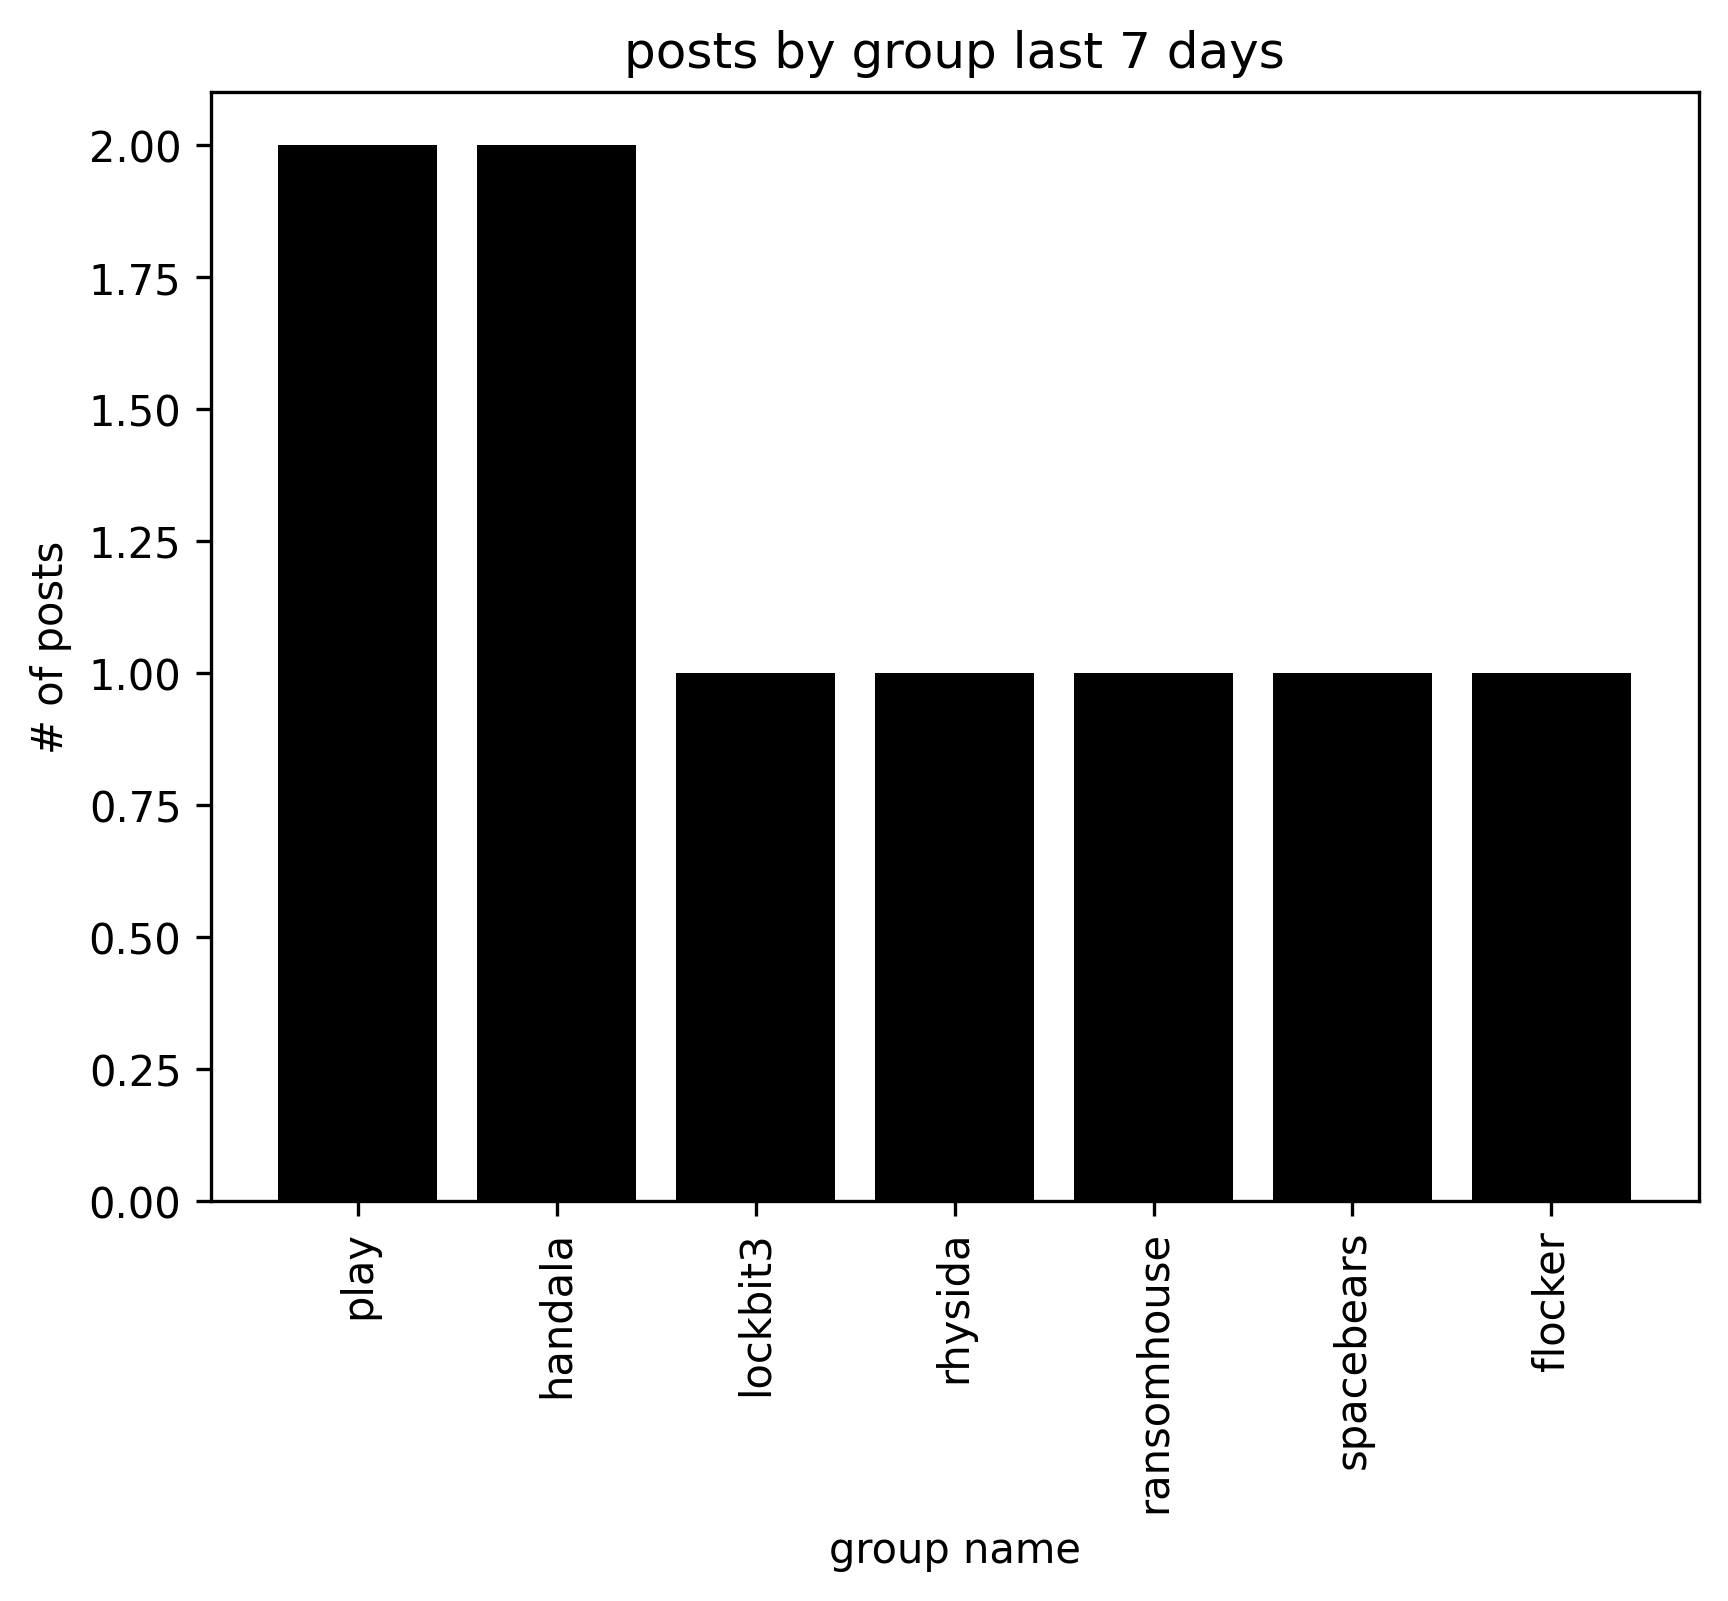 posts by group last 7 days
# of posts
2.00
1.75
1.50
1.25
1.00
0.75
0.50
0.25
0.00
play
handala
lockbit3
rhysida
ransomhouse
spacebears
flocker
group name